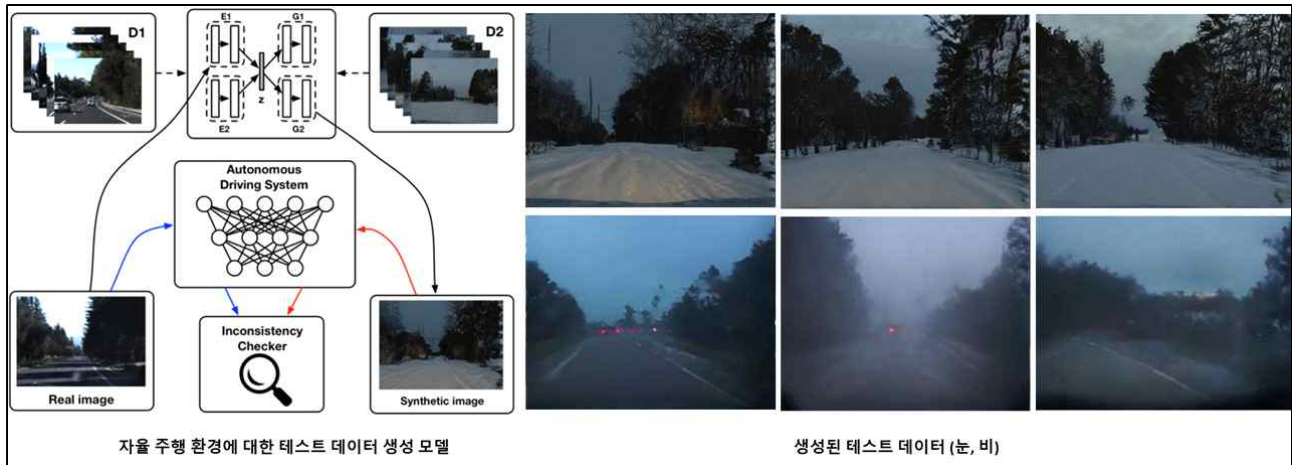 D1
E1
G1
D2
z
E2
G2
Autonomous
Driving System
Inconsistency
Checker
Real image
Synthetic image
자율 주행 환경에 대한 테스트 데이터 생성 모델
생성된 테스트 데이터 (눈, 비)